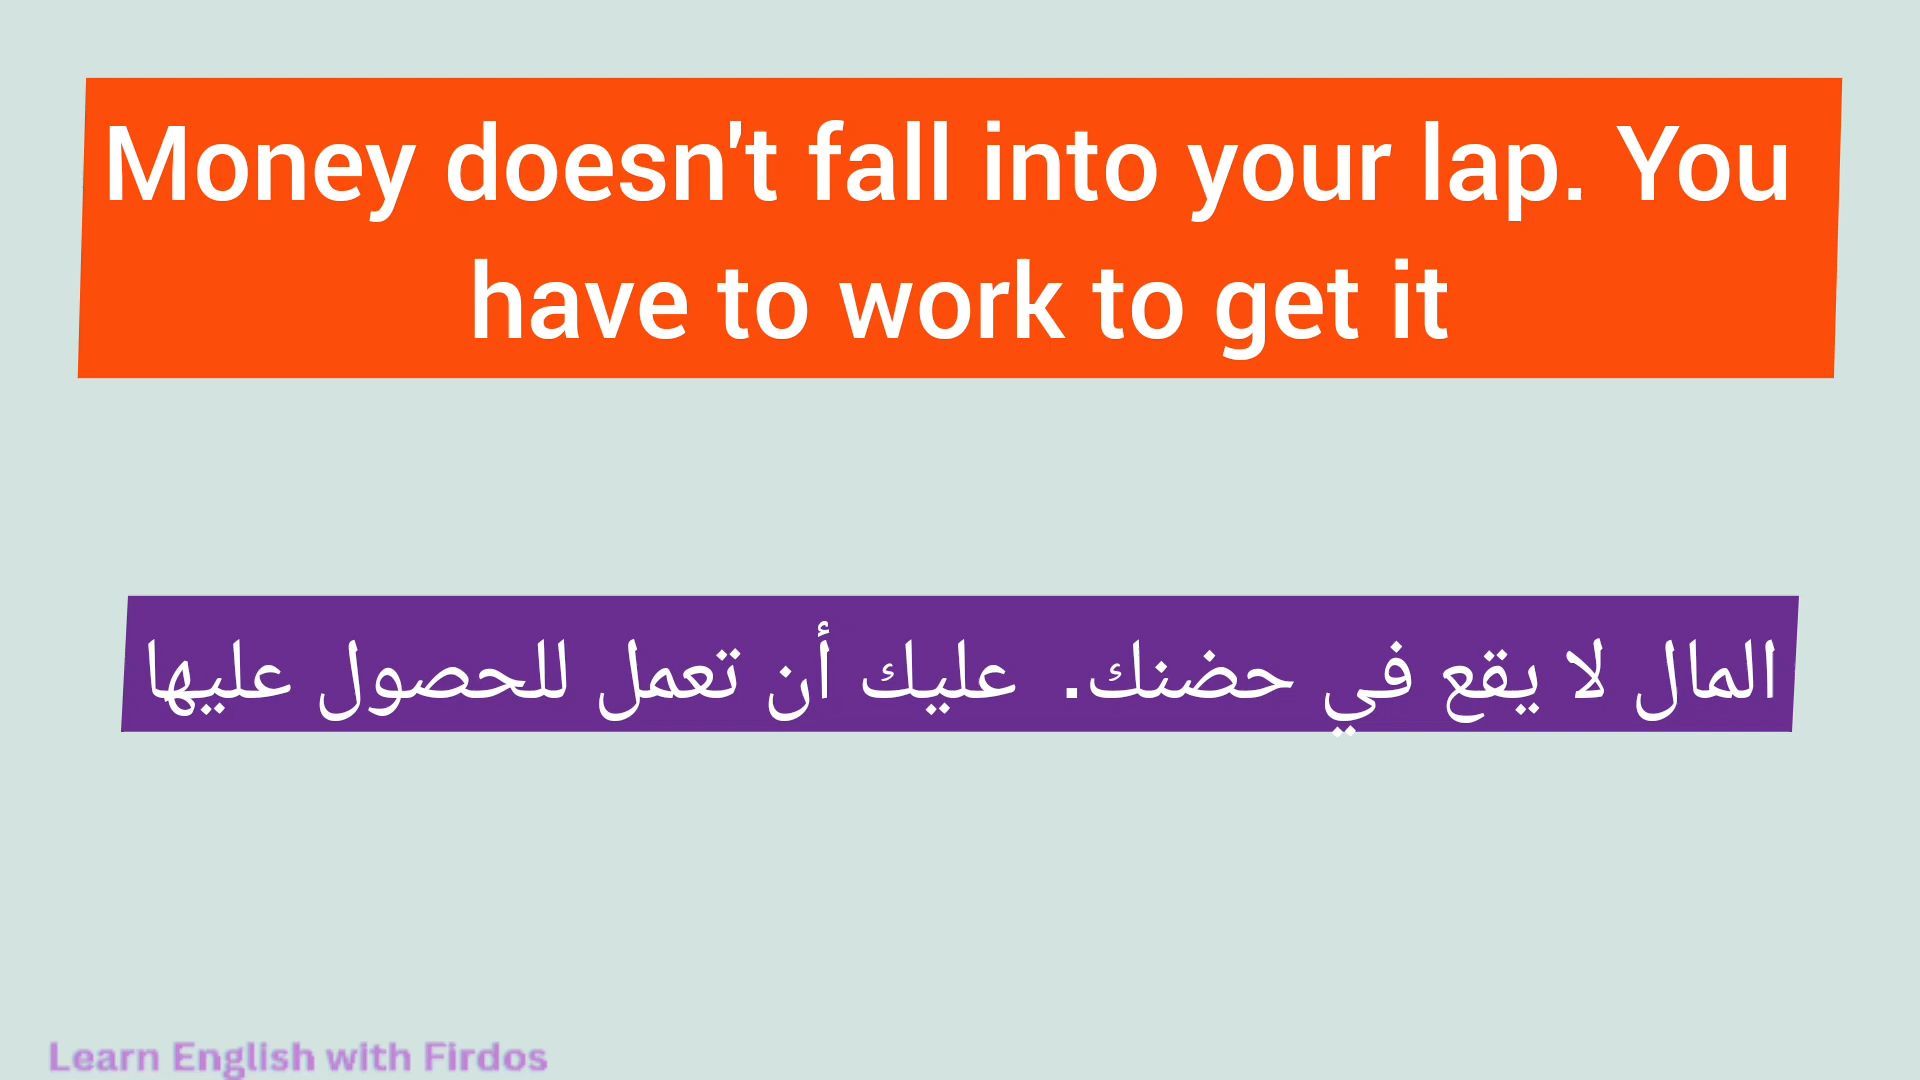 Money doesn't fall into your lap. You
have to work to get it
المال لا يقع في حضنك. عليك أن تعمل للحصول عليها
Learn English with Firdos